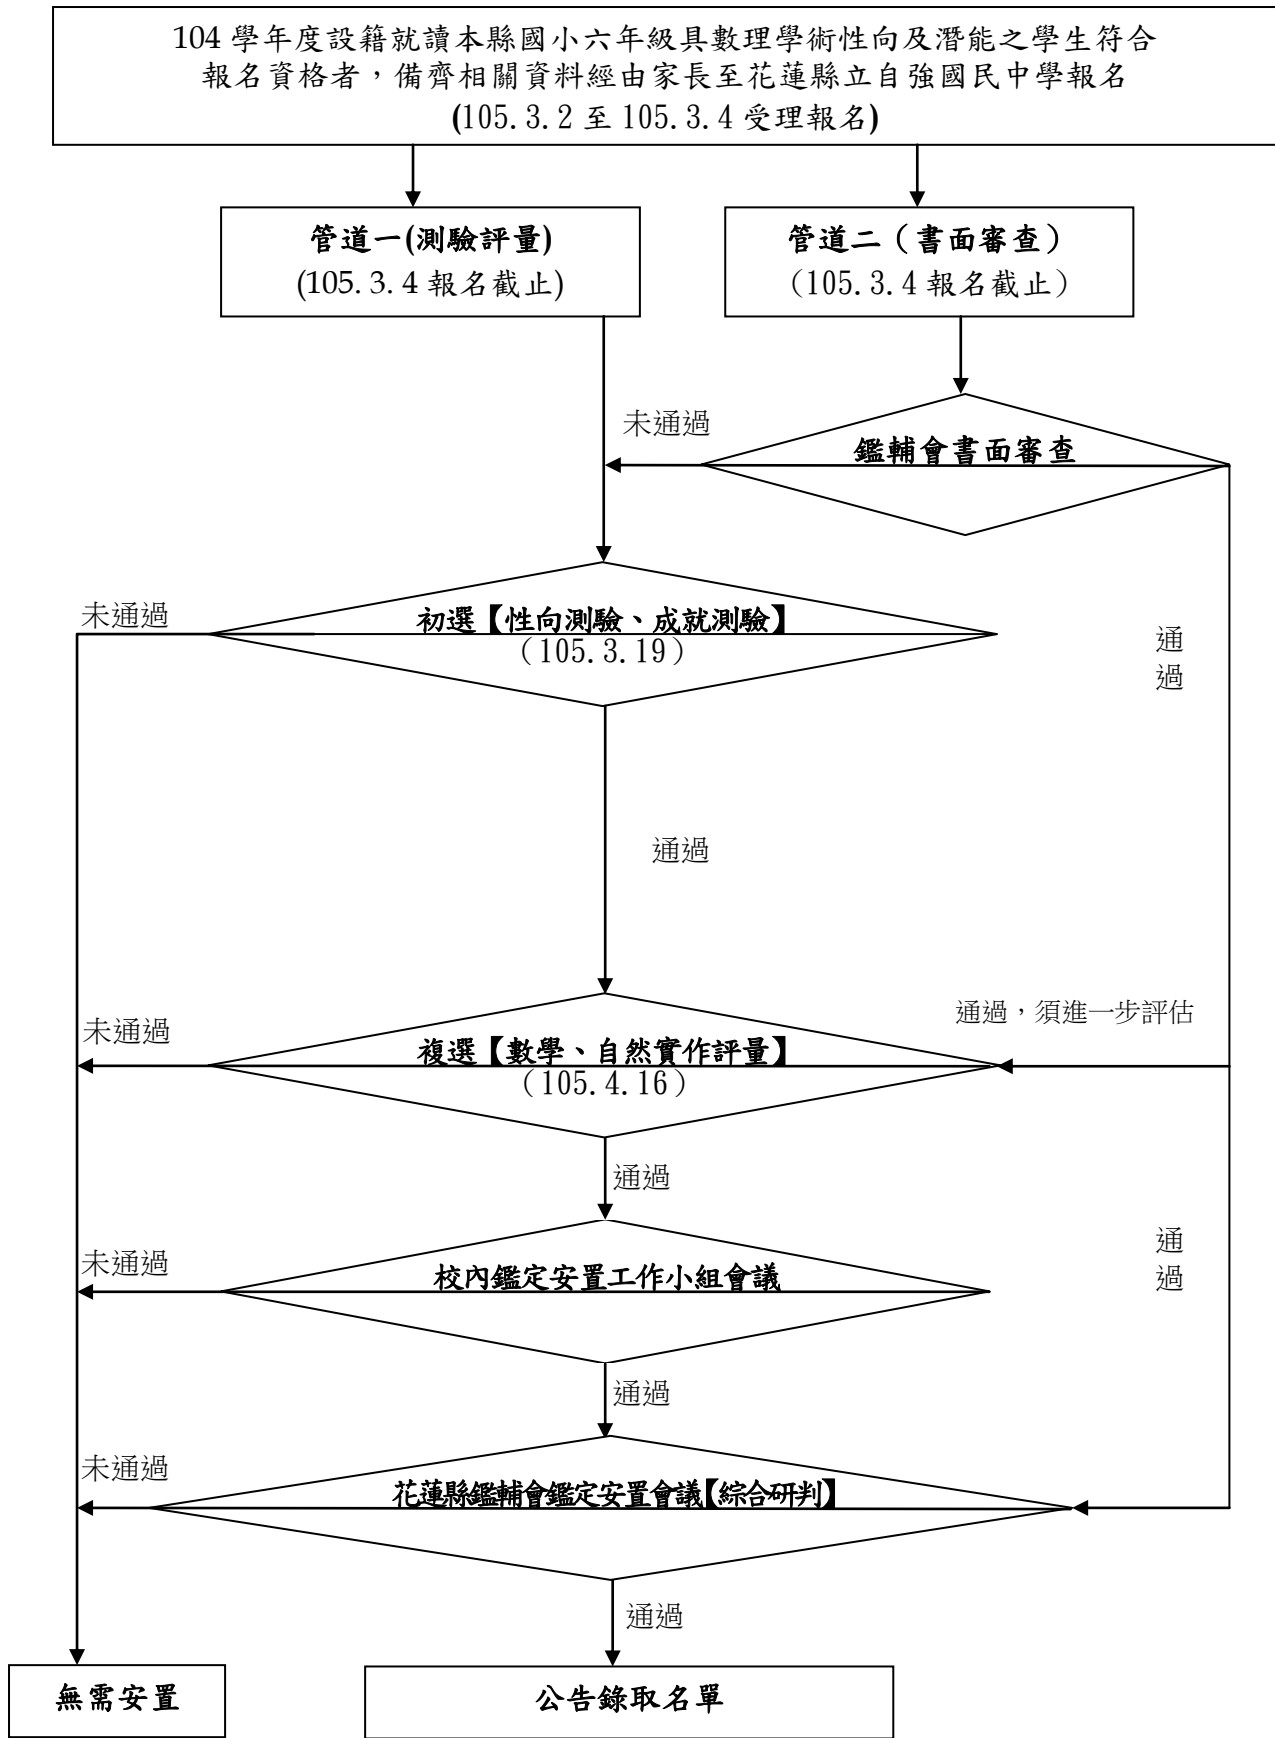 104 學年度設籍就讀本縣國小六年級具數理學術性向及潛能之學生符合
報名資格者，備齊相關資料經由家長至花蓮縣立自強國民中學報名
(105.3.2 至 105.3.4 受理報名)
管道一(測驗評量)
(105.3.4 報名截止)
管道二（書面審查）
（105.3.4 報名截止）
未通過
鑑輔會書面審查
未通過
初選【性向測驗、成就測驗】
（105.3.19）
通
過
通過
通過，須進一步評估
未通過
複選【數學、自然實作評量】
（105.4.16）
通過
通
過
未通過
校內鑑定安置工作小組會議
通過
未通過
花蓮縣鑑輔會鑑定安置會議【綜合研判】
通過
無需安置
公告錄取名單